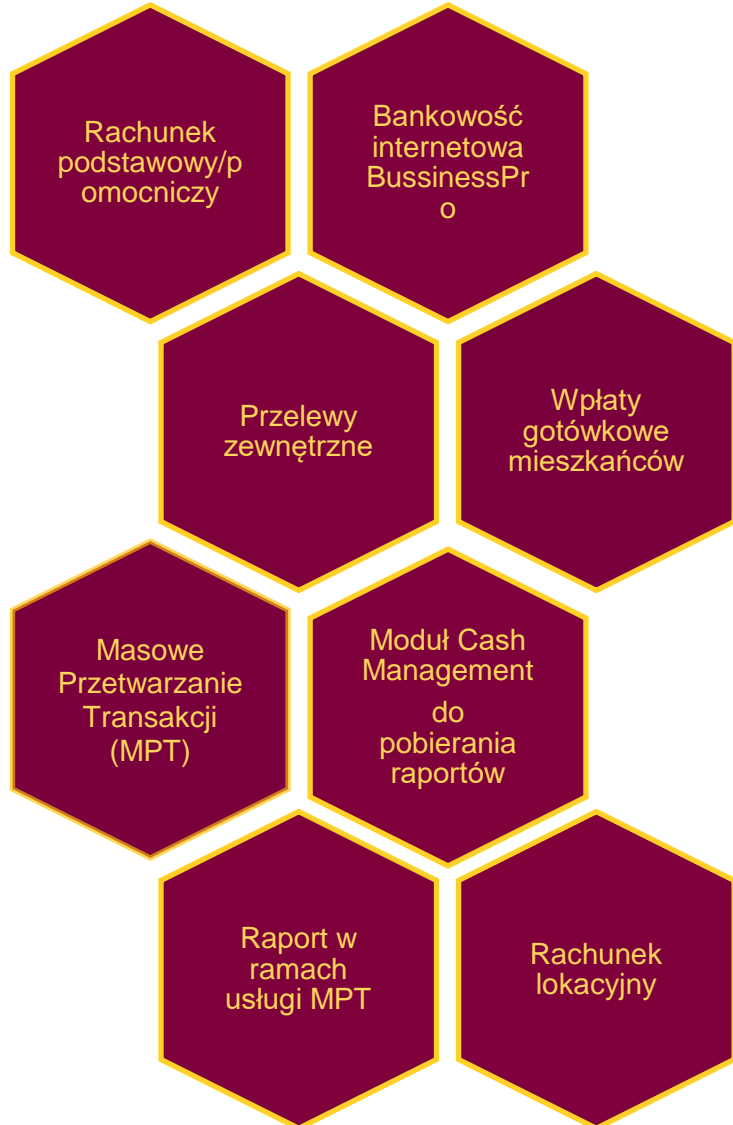 Rachunek
podstawowy/p
omocniczy
Bankowość
internetowa
BussinessPr
o
Przelewy
zewnętrzne
Wpłaty
gotówkowe
mieszkańców
Masowe
Przetwarzanie
Transakcji
(MPT)
Moduł Cash
Management
do
pobierania
raportów
Raport w
ramach
usługi MPT
Rachunek
lokacyjny